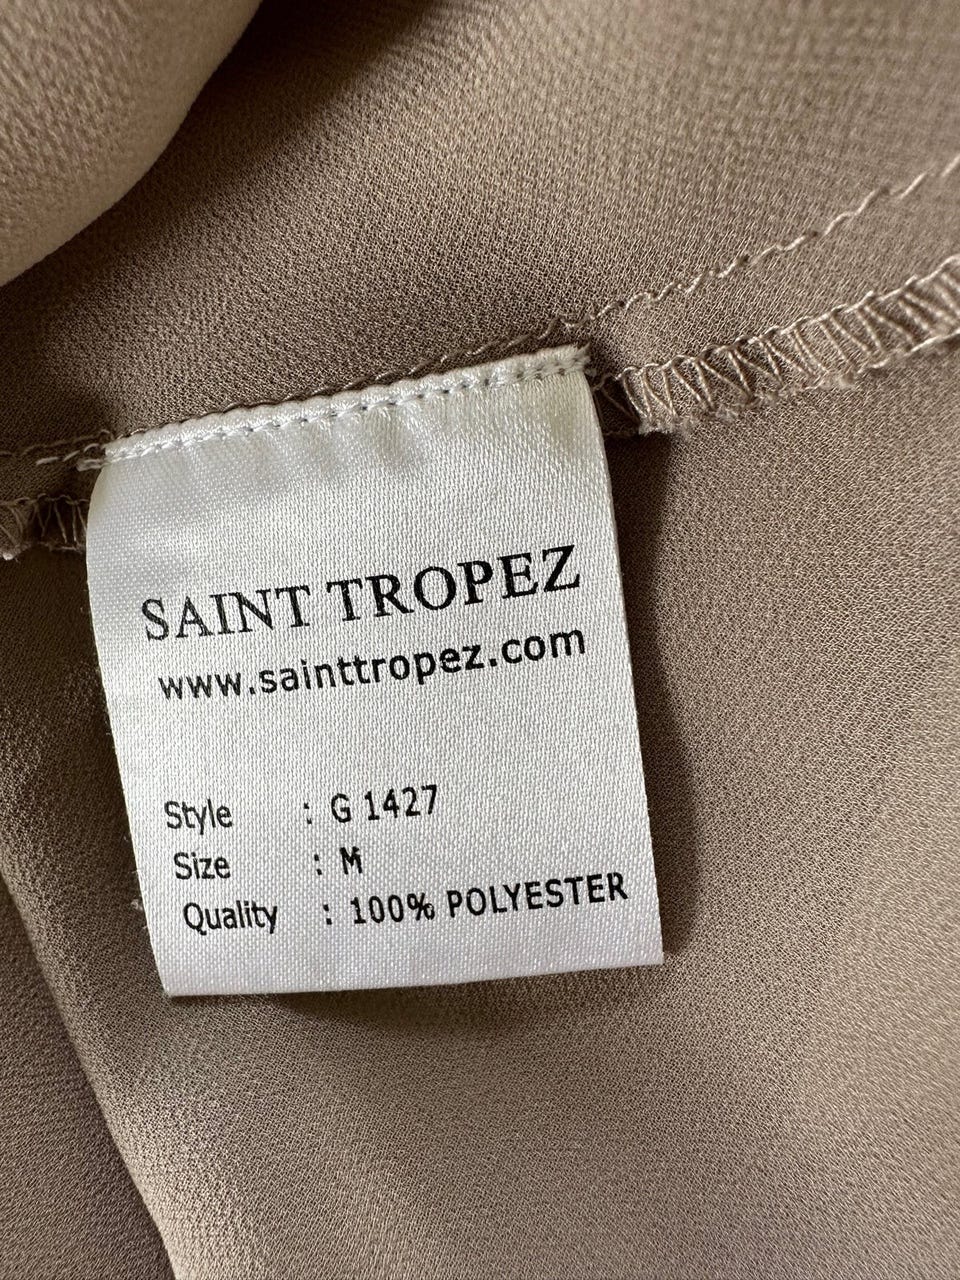 SAINT TROPEZ
www.sainttropez.com
Style : G 1427
Size : M
Quality : 100% POLYESTER